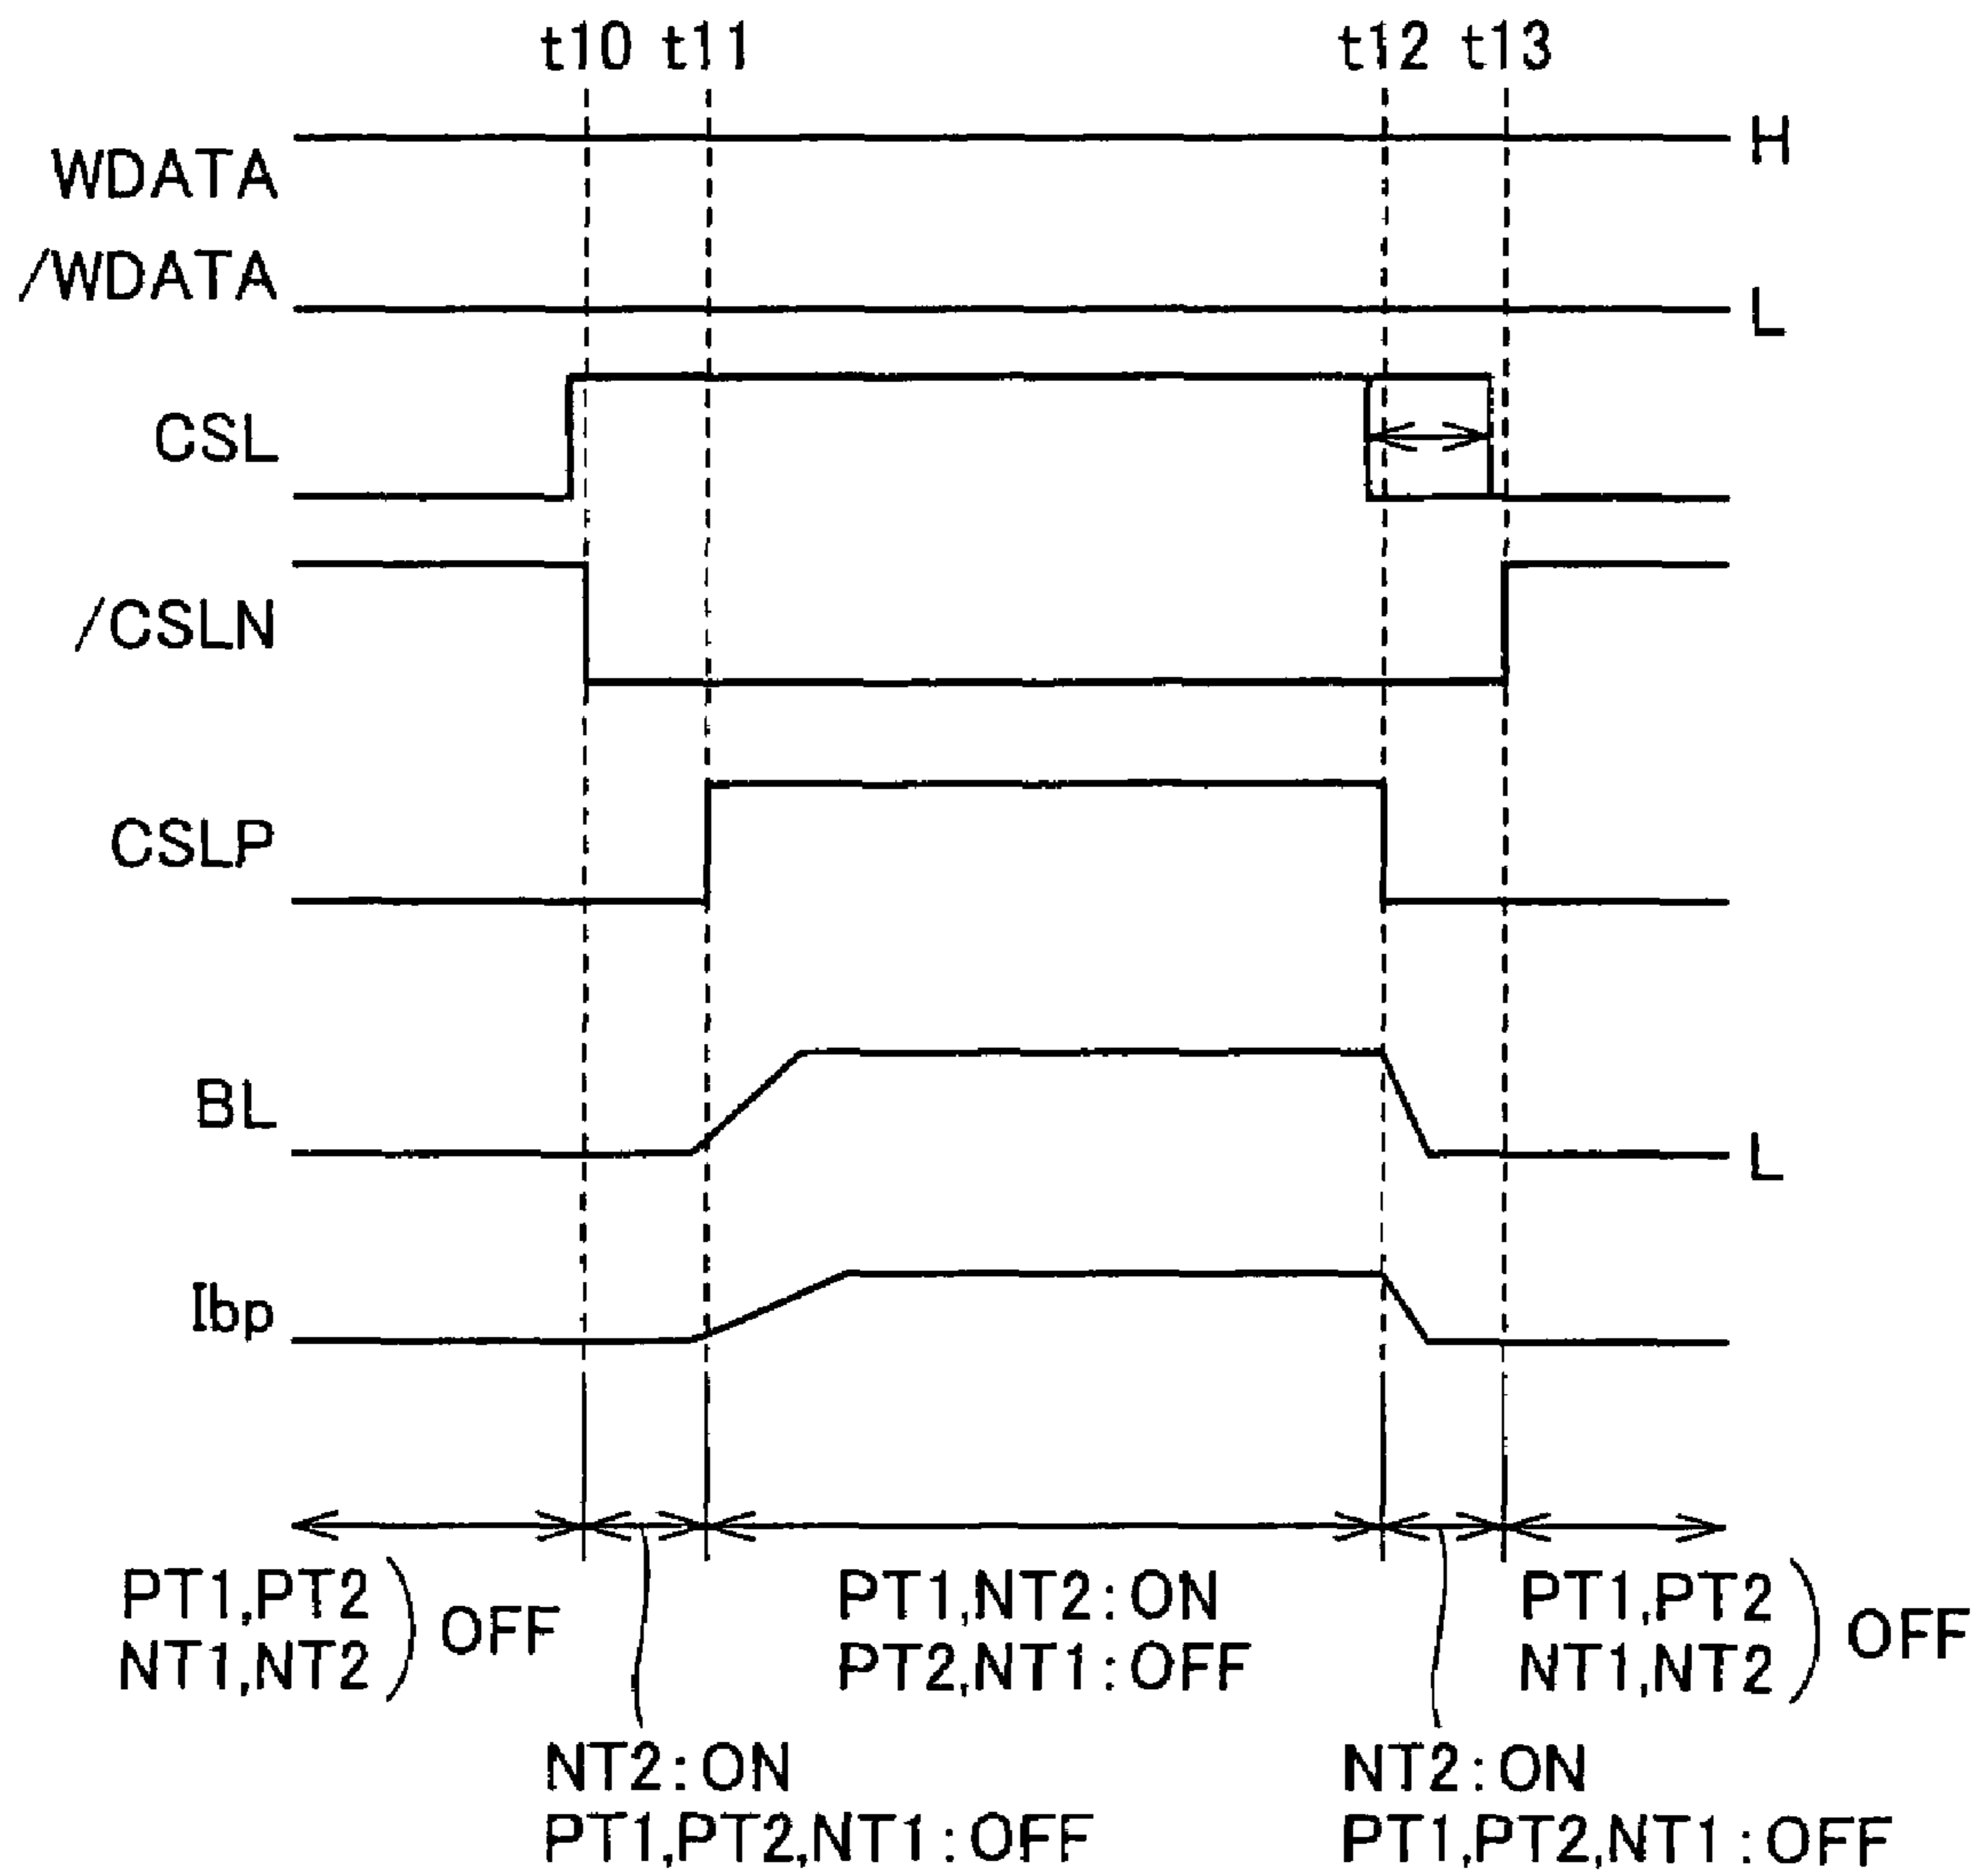 t10 t11 t12 t13
WDATA H
/WDATA L
CSL
/CSLN
CSLP
BL L
Ibp
PT1,PT2
NT1,NT2
OFF
PT1,NT2:ON
PT2,NT1:OFF
PT1,PT2
NT1,NT2
OFF
NT2:ON
PT1,PT2,NT1:OFF
NT2:ON
PT1,PT2,NT1:OFF